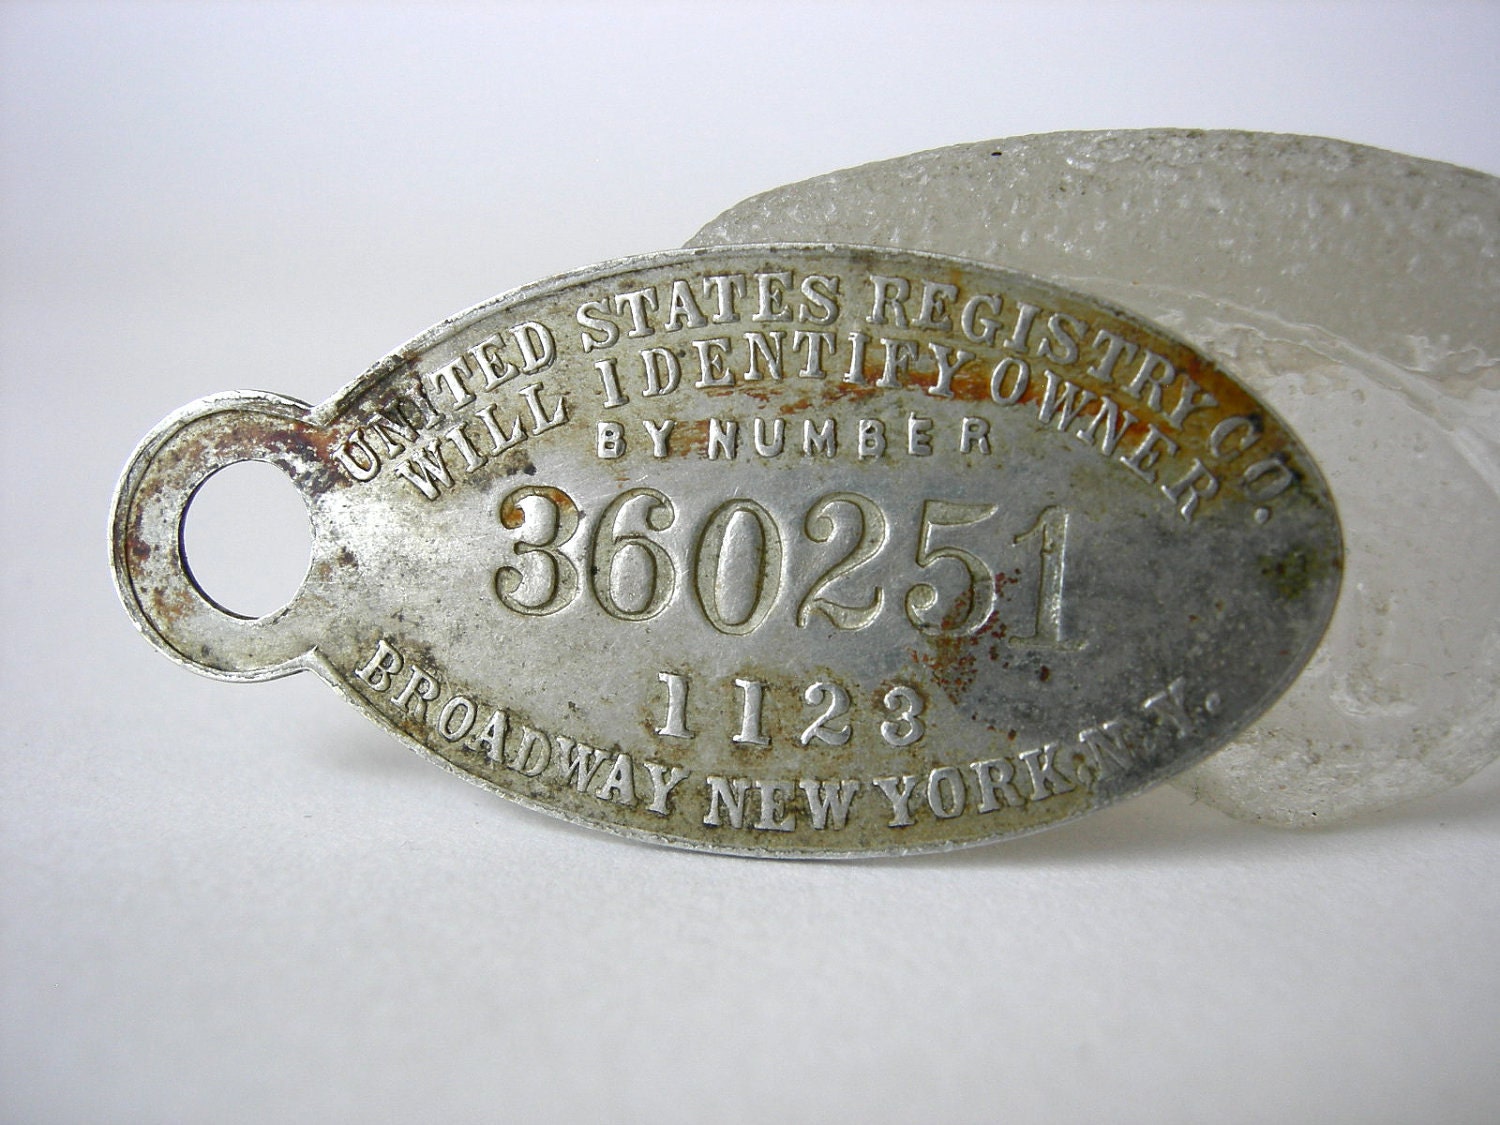 UNITED STATES REGISTRY CO.
WILL IDENTIFY OWNER
BY NUMBER
360251
1123
BROADWAY NEW YORK, N.Y.